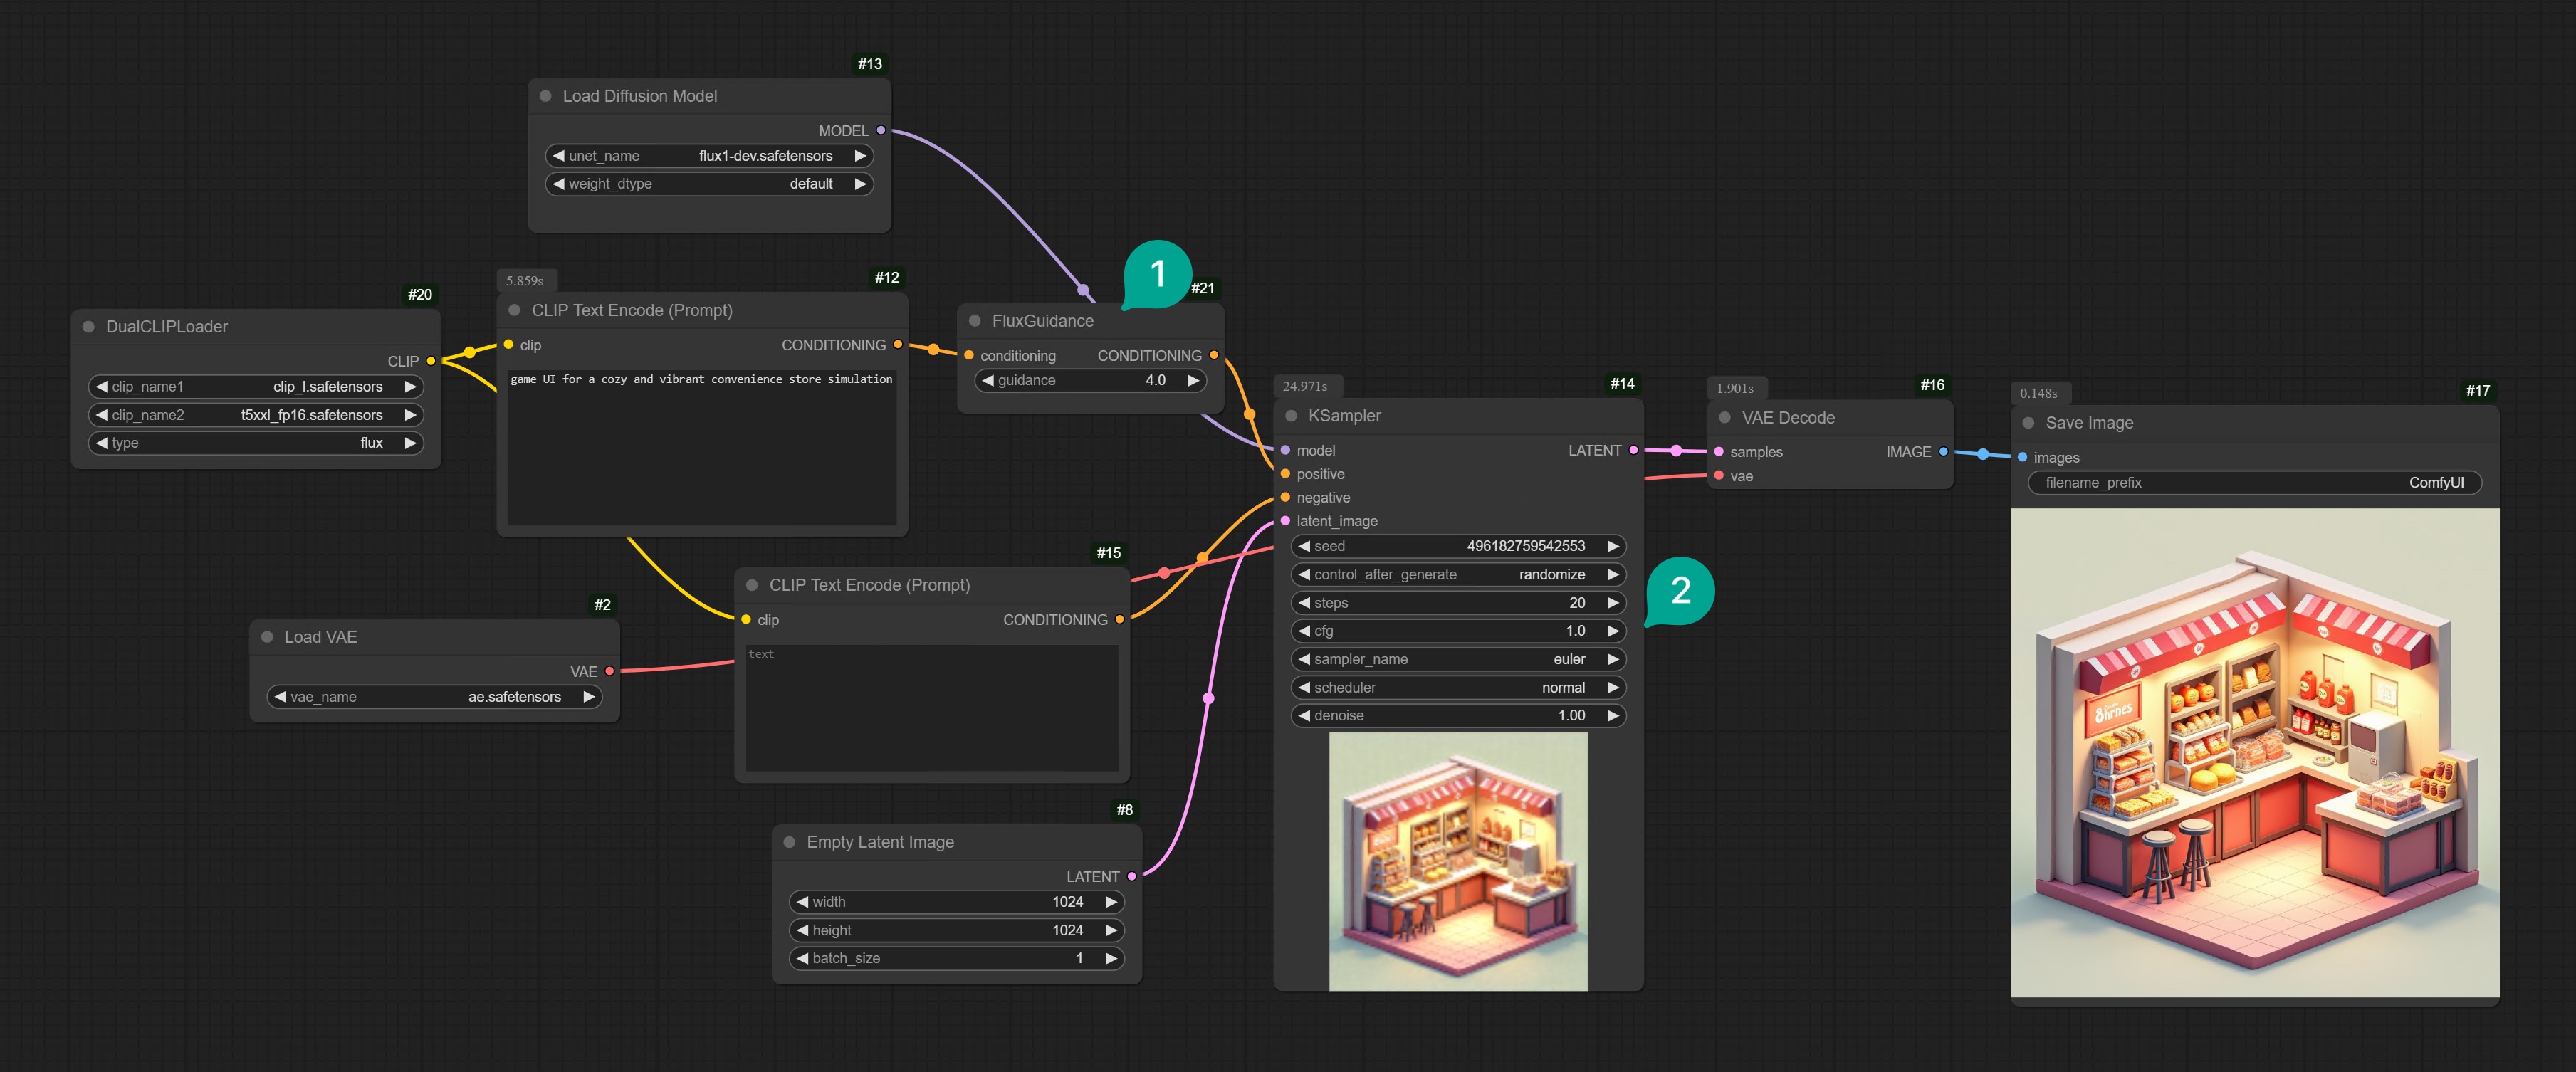 #13
Load Diffusion Model
MODEL
unet_name flux1-dev.safetensors
weight_dtype default
#20
DualCLIPLoader
CLIP
clip_name1 clip_l.safetensors
clip_name2 t5xxl_fp16.safetensors
type flux
5.859s
#12
CLIP Text Encode (Prompt)
clip CONDITIONING
game UI for a cozy and vibrant convenience store simulation
1
#21
FluxGuidance
conditioning CONDITIONING
guidance 4.0
#2
Load VAE
VAE
vae_name ae.safetensors
#15
CLIP Text Encode (Prompt)
clip CONDITIONING
text
#8
Empty Latent Image
LATENT
width 1024
height 1024
batch_size 1
24.971s
#14
KSampler
model LATENT
positive
negative
latent_image
seed 496182759542553
control_after_generate randomize
steps 20
cfg 1.0
sampler_name euler
scheduler normal
denoise 1.00
2
1.901s
#16
VAE Decode
samples IMAGE
vae
0.148s
#17
Save Image
images
filename_prefix ComfyUI